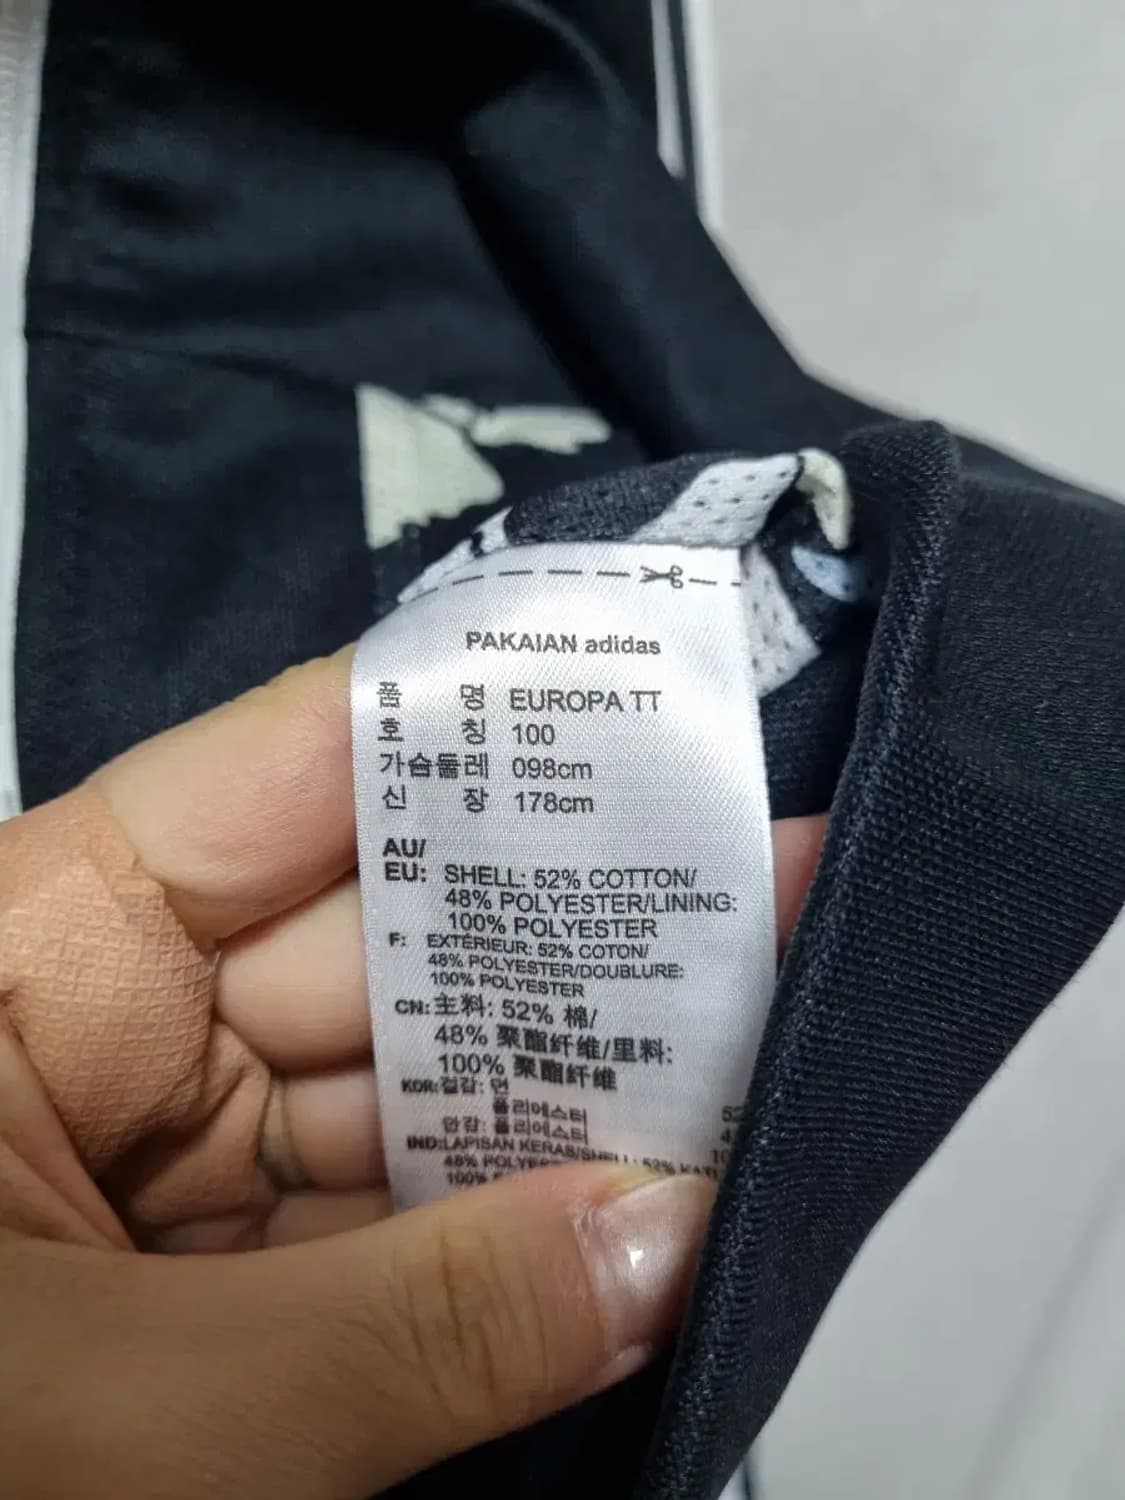 PAKAIAN adidas
품 명 EUROPA TT
호 칭 100
가슴둘레 098cm
신 장 178cm
AU/
EU: SHELL: 52% COTTON/
48% POLYESTER/LINING:
100% POLYESTER
F: EXTÉRIEUR: 52% COTON/
48% POLYESTER/DOUBLURE:
100% POLYESTER
CN: 主料: 52% 棉/
48% 聚酯纤维/里料:
100% 聚酯纤维
KOR: 겉감: 면
폴리에스터
안감: 폴리에스터
IND: LAPISAN KERAS/SHELL: 52%
48%
100%